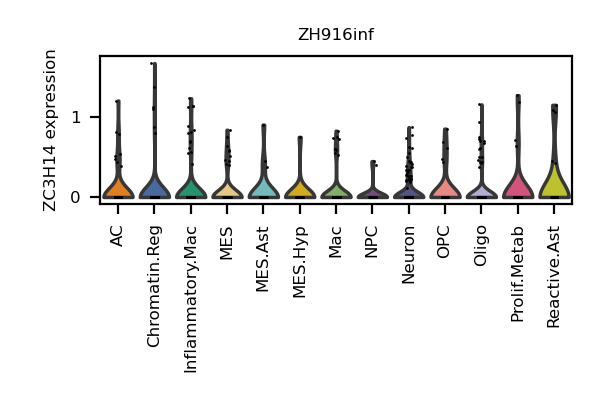 ZH916inf
ZC3H14 expression
1
0
AC
Chromatin.Reg
Inflammatory.Mac
MES
MES.Ast
MES.Hyp
Mac
NPC
Neuron
OPC
Oligo
Prolif.Metab
Reactive.Ast